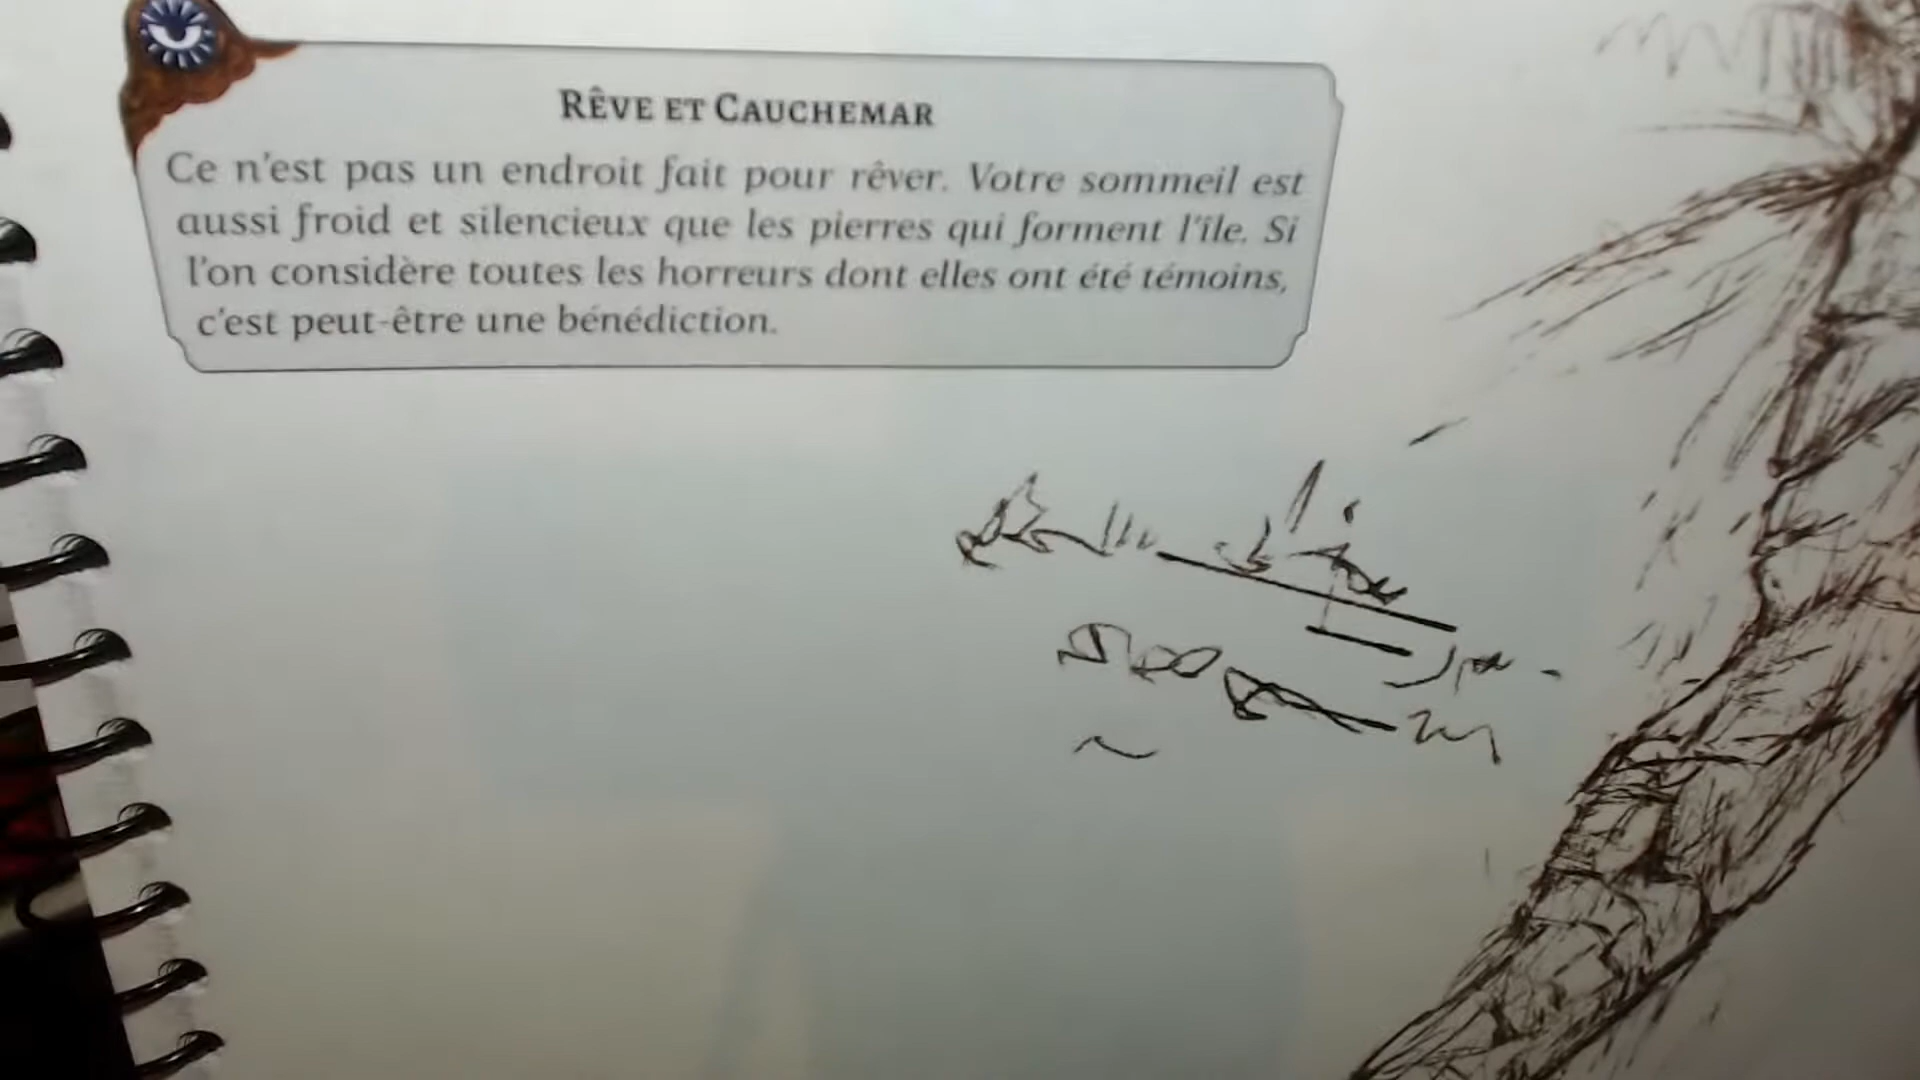 RÊVE ET CAUCHEMAR
Ce n'est pas un endroit fait pour rêver. Votre sommeil est
aussi froid et silencieux que les pierres qui forment l'île. Si
l'on considère toutes les horreurs dont elles ont été témoins,
c'est peut-être une bénédiction.